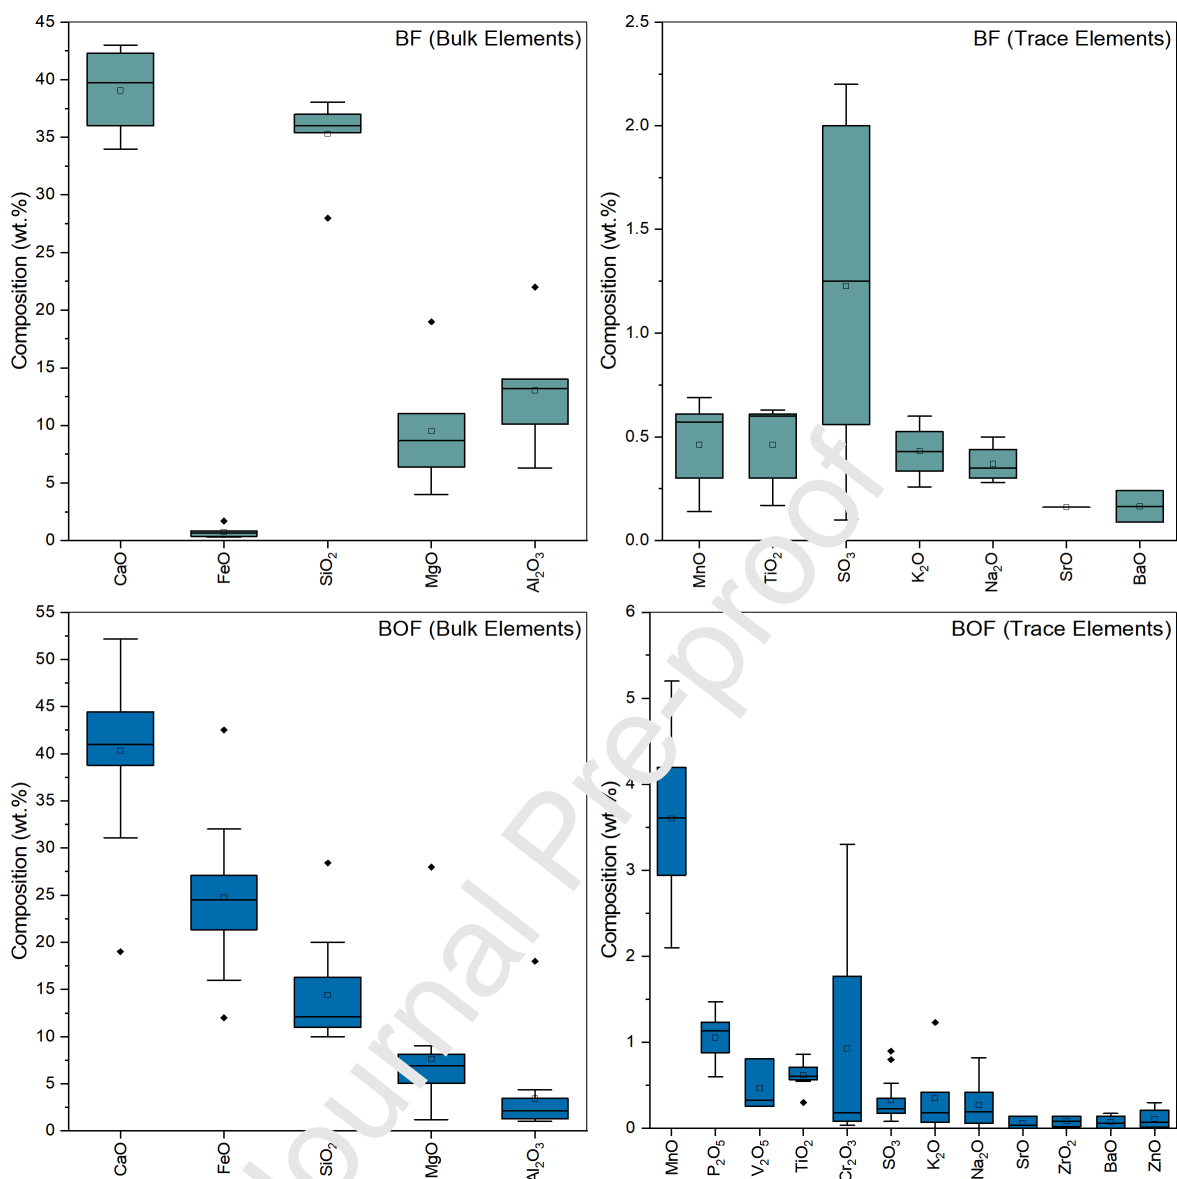 BF (Bulk Elements)
Composition (wt.%)
45
40
35
30
25
20
15
10
5
0
CaO
FeO
SiO₂
MgO
Al₂O₃
BF (Trace Elements)
Composition (wt.%)
2.5
2.0
1.5
1.0
0.5
0.0
MnO
TiO₂
SO₃
K₂O
Na₂O
SrO
BaO
BOF (Bulk Elements)
Composition (wt.%)
55
50
45
40
35
30
25
20
15
10
5
0
CaO
FeO
SiO₂
MgO
Al₂O₃
BOF (Trace Elements)
Composition (wt.%)
6
5
4
3
2
1
0
MnO
P₂O₅
V₂O₅
TiO₂
Cr₂O₃
SO₃
K₂O
Na₂O
SrO
ZrO₂
BaO
ZnO
Journal Pre-proof